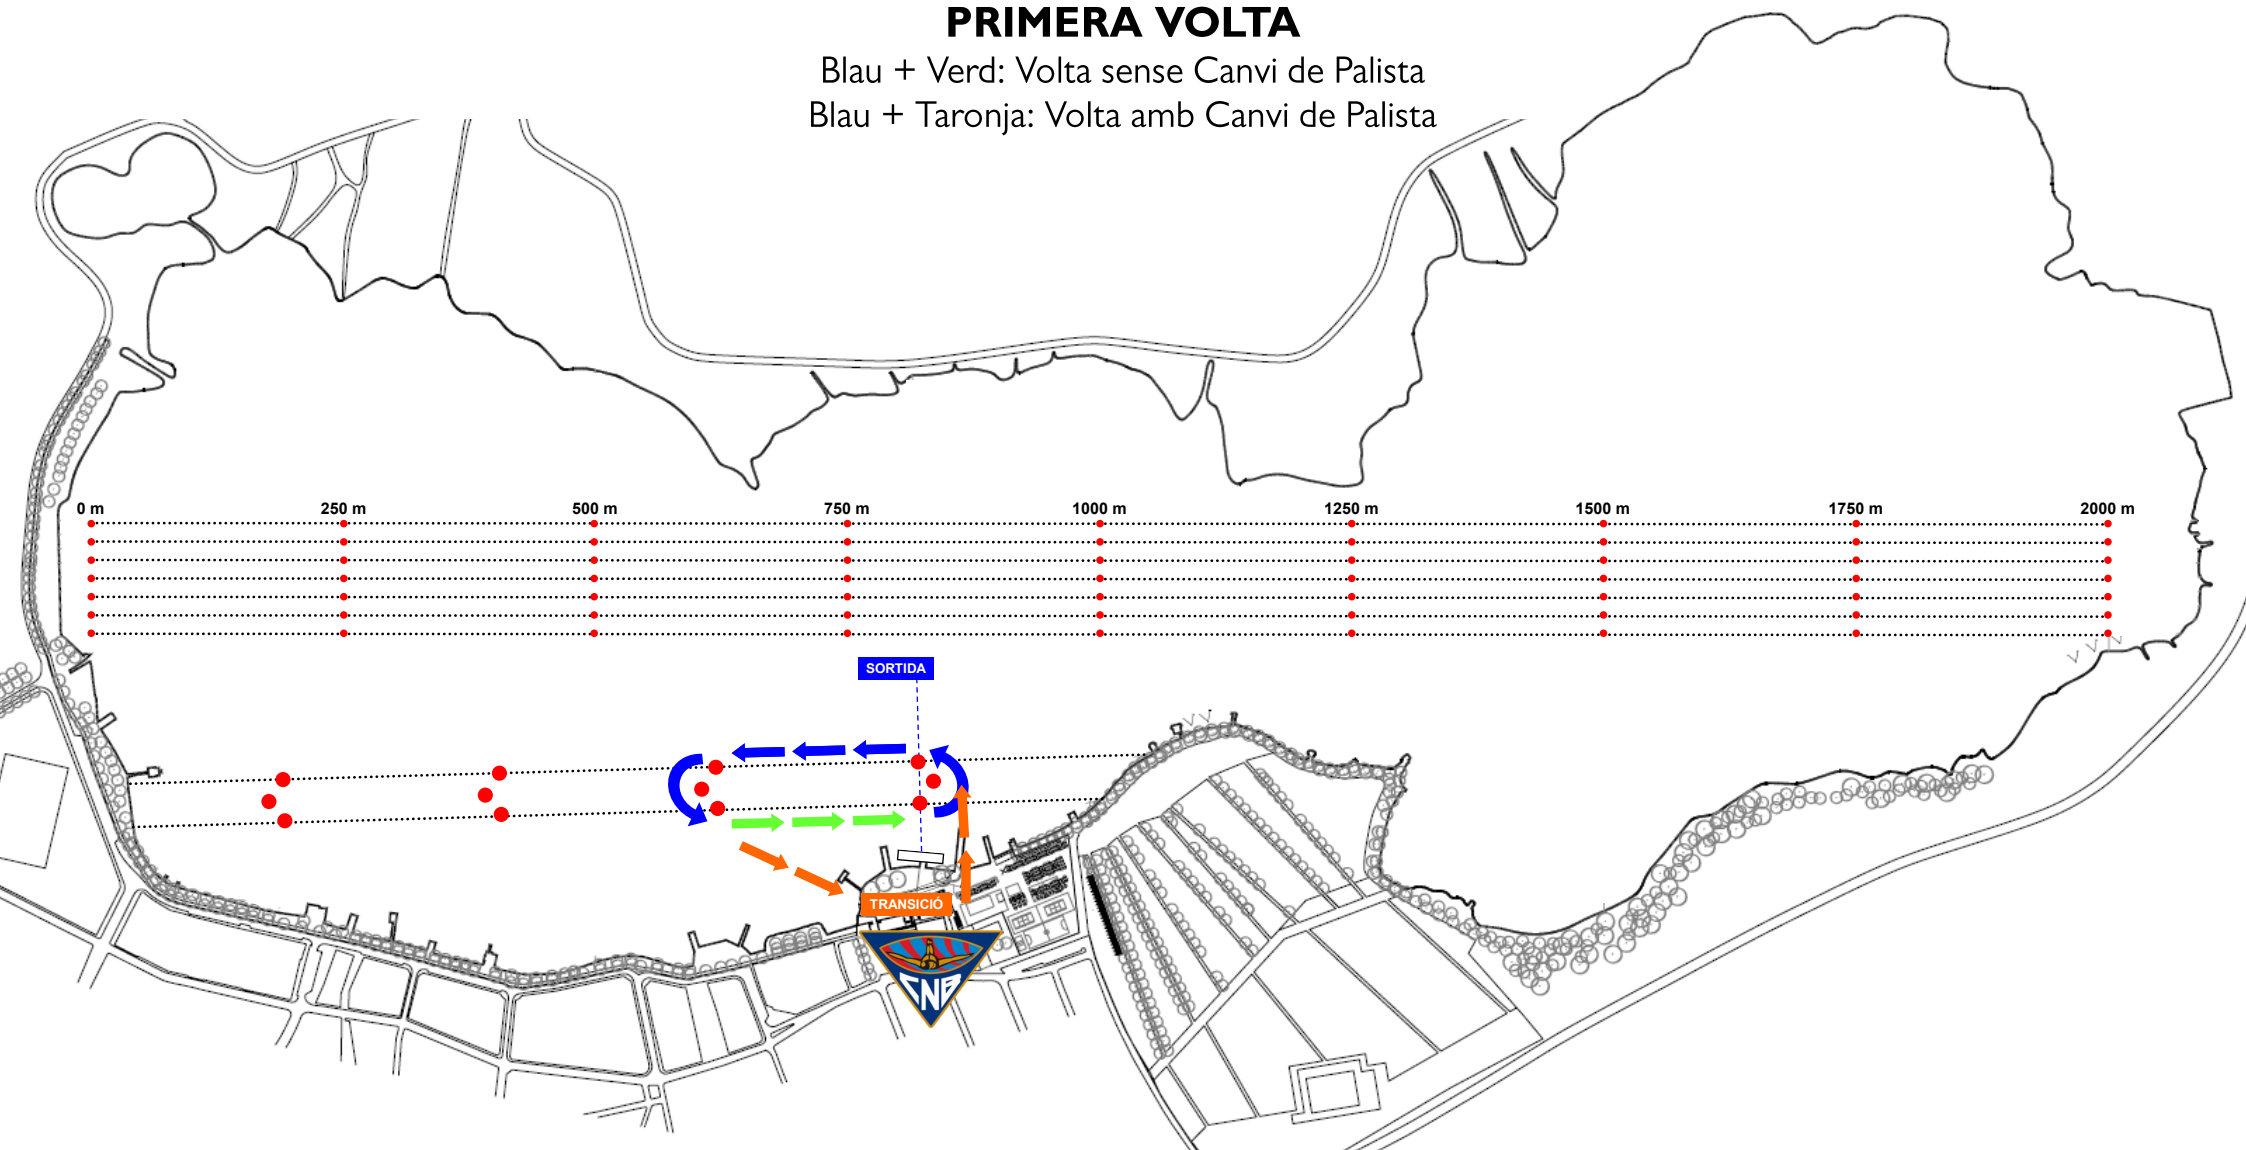 PRIMERA VOLTA
Blau + Verd: Volta sense Canvi de Palista
Blau + Taronja: Volta amb Canvi de Palista
0 m 250 m 500 m 750 m 1000 m 1250 m 1500 m 1750 m 2000 m
SORTIDA
TRANSICIÓ
CNB